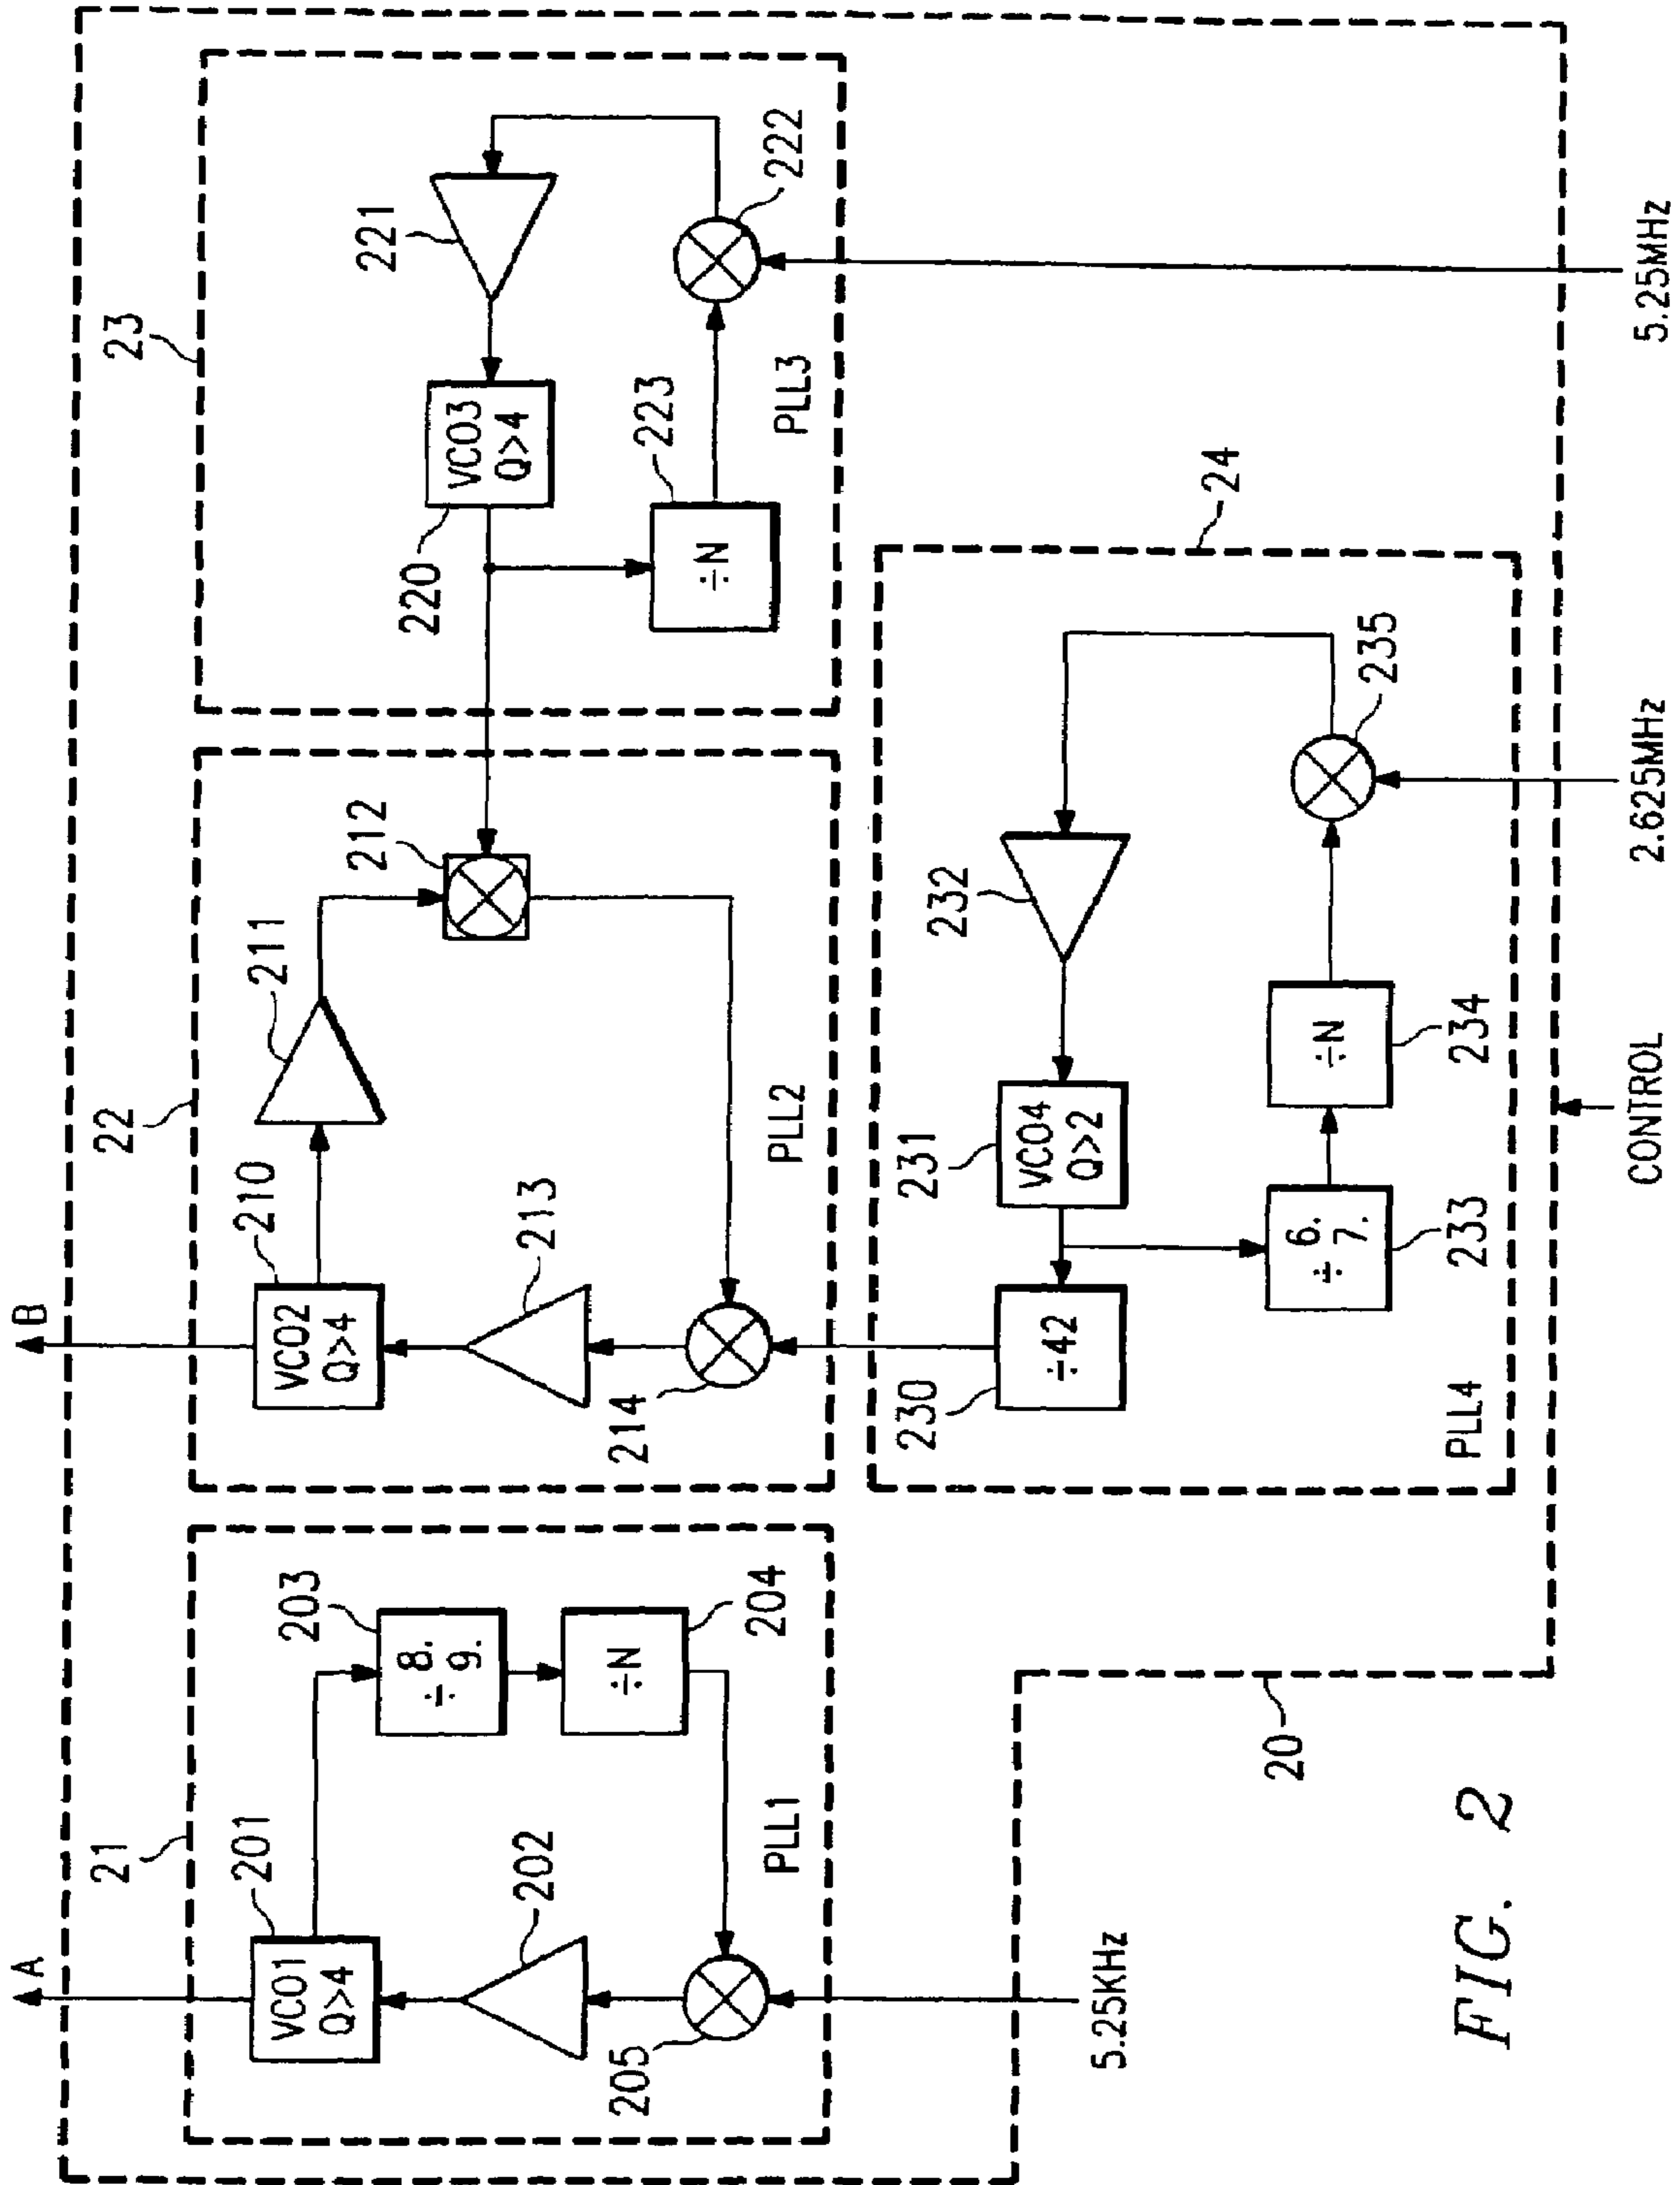 A
B
21
201
VCO1
Q>4
203
÷ 8.
9.
202
204
÷N
205
PLL1
5.25KHz
22
210
VCO2
Q>4
211
212
213
214
PLL2
23
221
VCO3
Q>4
220
222
223
÷N
PLL3
5.25MHz
24
230
÷42
231
VCO4
Q>2
232
233
÷ 6.
7.
234
÷N
235
PLL4
20
CONTROL
2.625MHz
FIG. 2